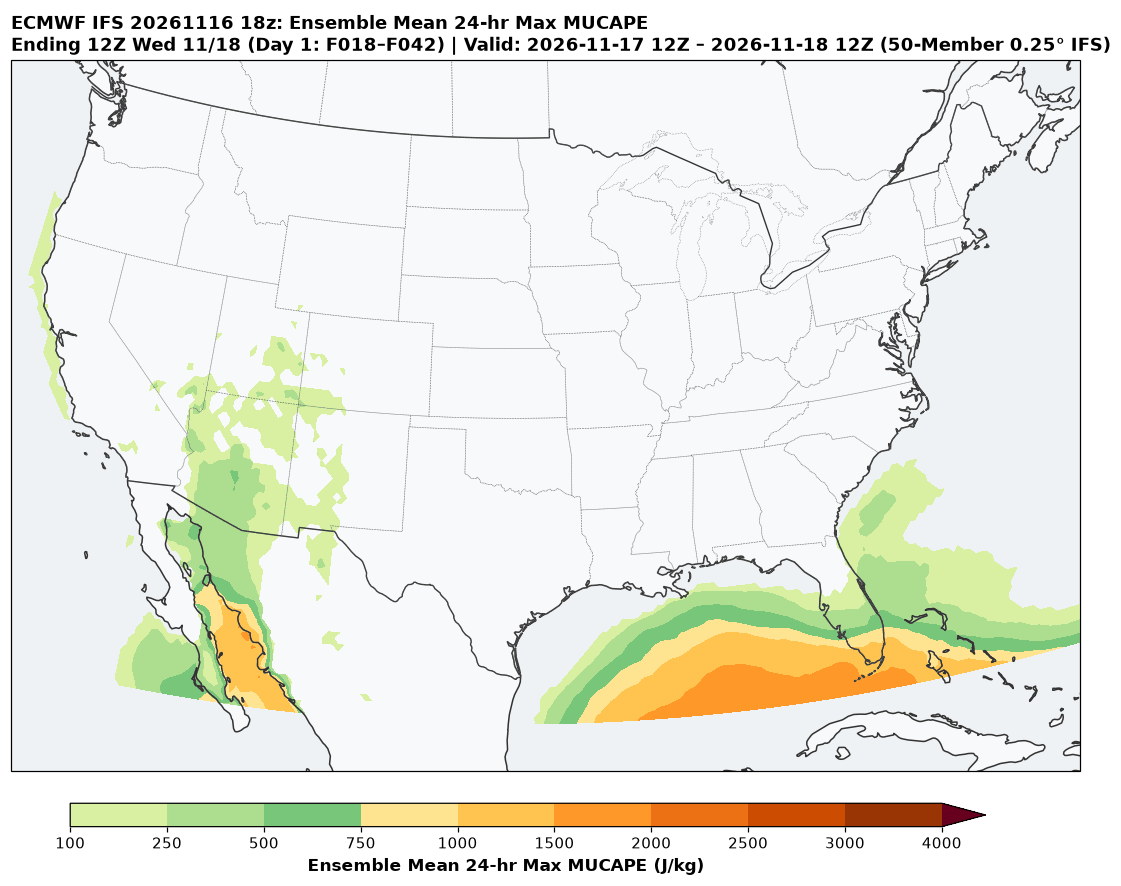 ECMWF IFS 20261116 18z: Ensemble Mean 24-hr Max MUCAPE
Ending 12Z Wed 11/18 (Day 1: F018–F042) | Valid: 2026-11-17 12Z – 2026-11-18 12Z (50-Member 0.25° IFS)
100 250 500 750 1000 1500 2000 2500 3000 4000
Ensemble Mean 24-hr Max MUCAPE (J/kg)